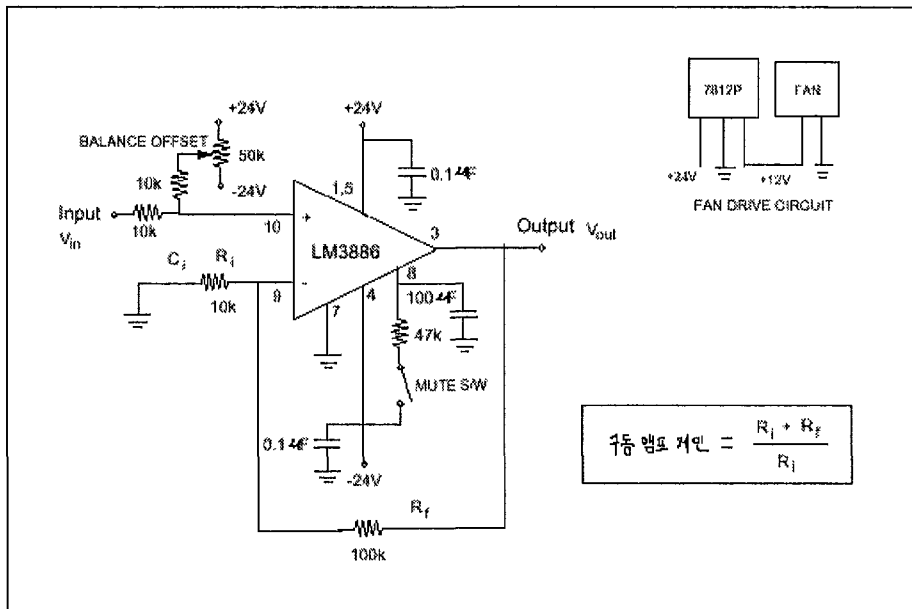 +24V
+24V
7812P
FAN
BALANCE OFFSET
50k
10k
-24V
1,5
0.1㎌
+24V
+12V
FAN DRIVE CIRCUIT
Input
Vin
10k
10
+
3
Output Vout
LM3886
Ci
Ri
10k
9
-
7
4
8
100㎌
47k
MUTE S/W
0.1㎌
-24V
Rf
100k
구동 앰프 게인 = Ri + Rf
Ri